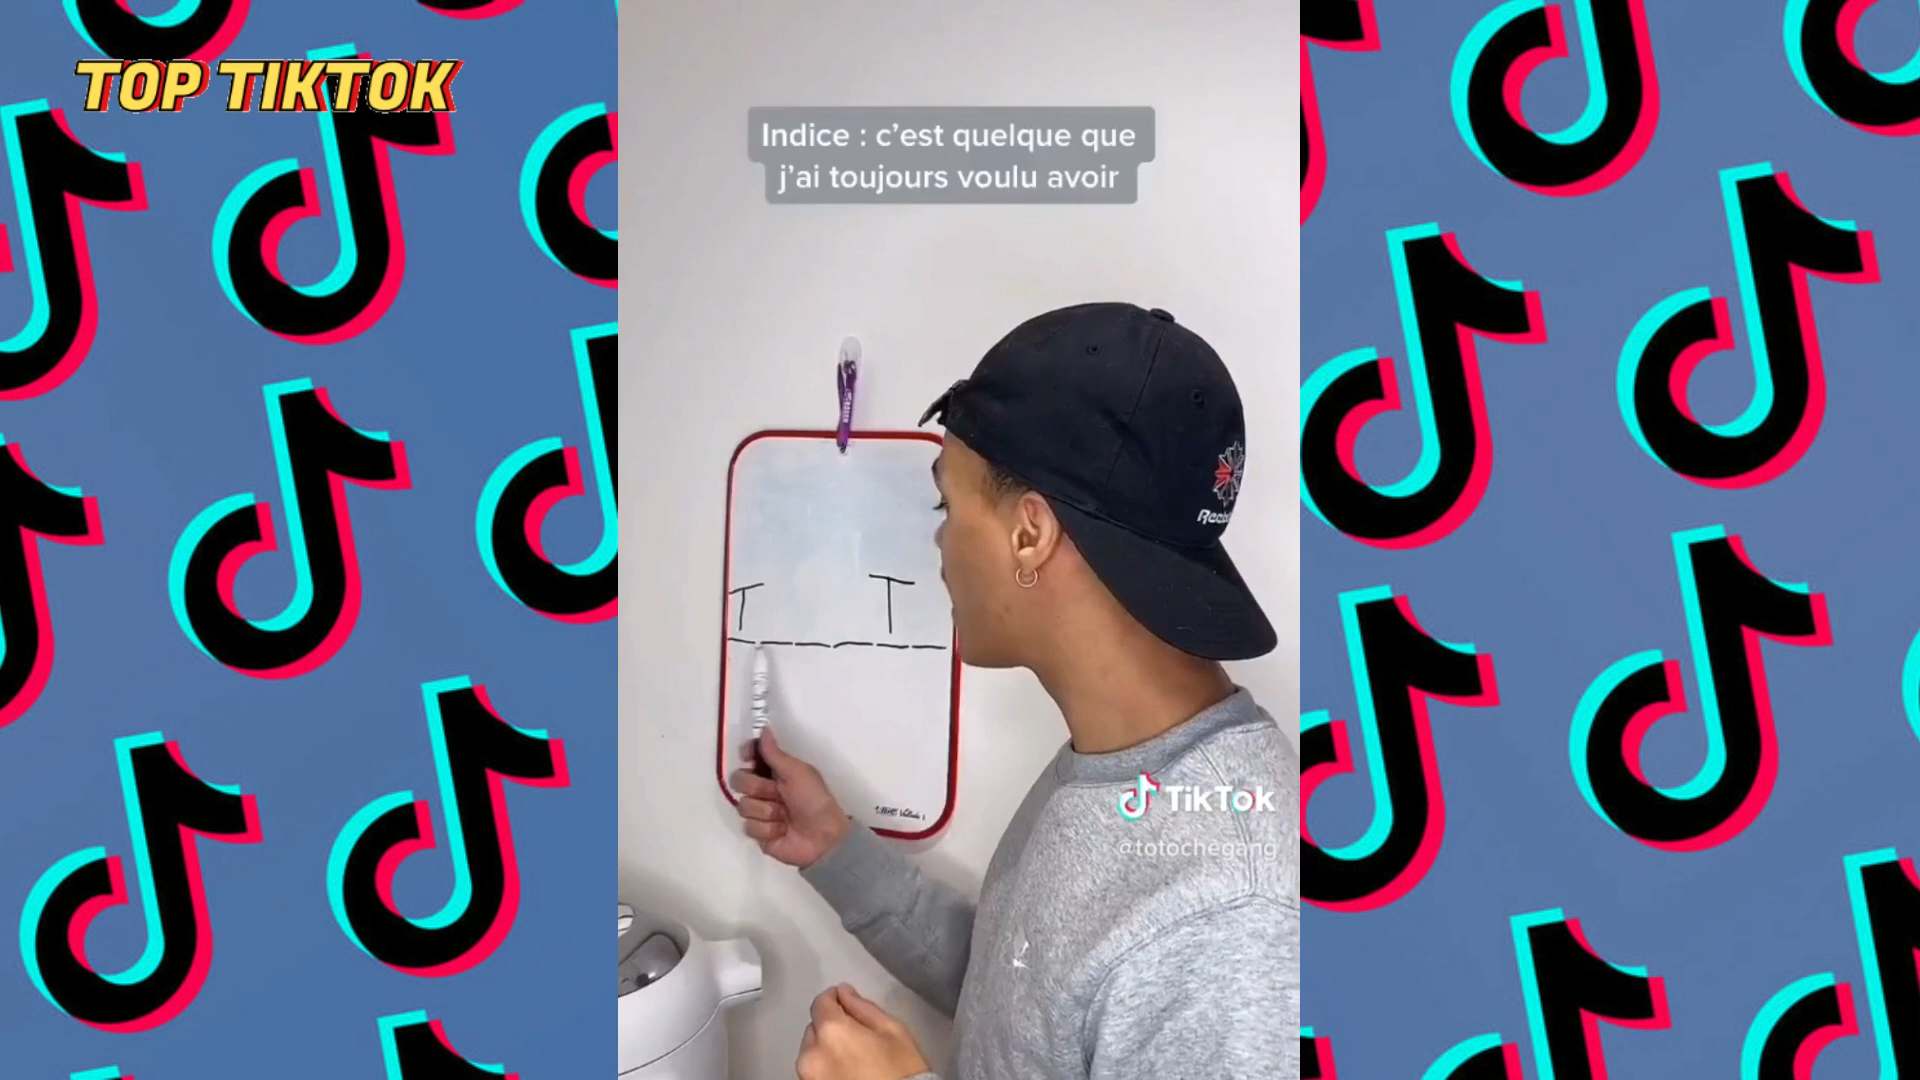 TOP TIKTOK
Indice : c’est quelque que
j’ai toujours voulu avoir
T T
TikTok
@totochegang